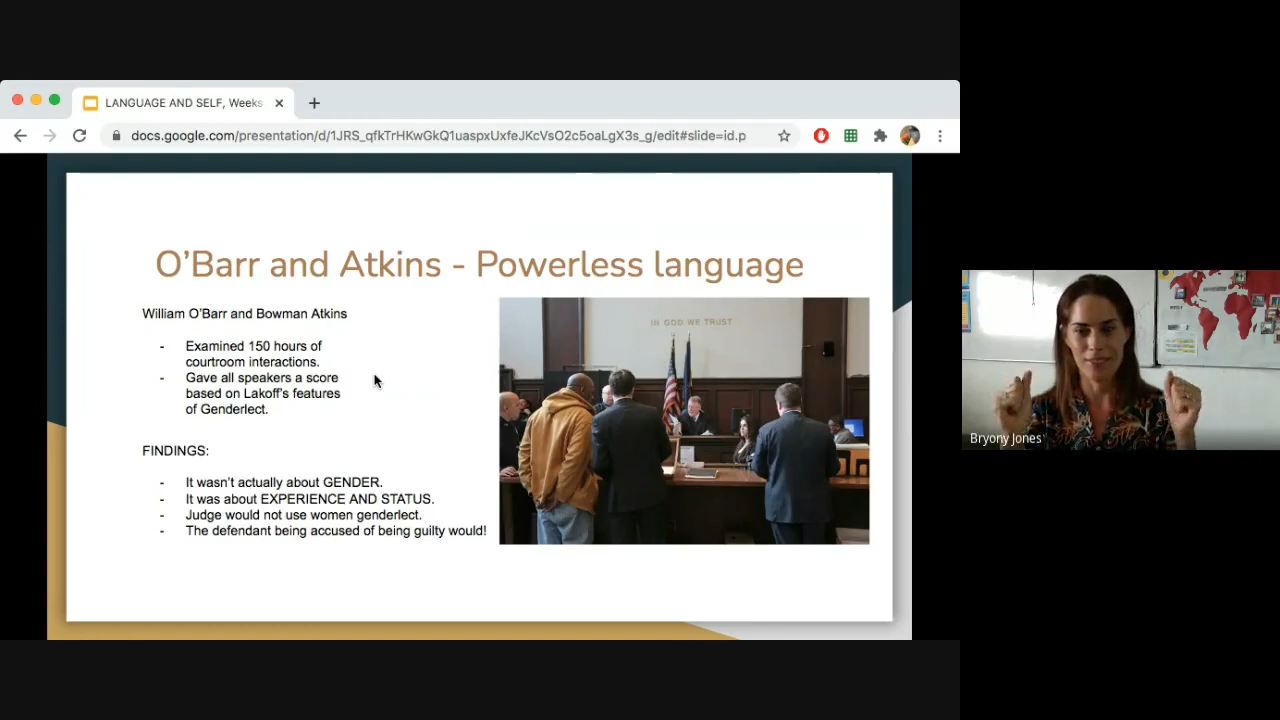 LANGUAGE AND SELF, Weeks
docs.google.com/presentation/d/1JRS_qfkTrHKwGkQ1uaspxUxfeJKcVsO2c5oaLgX3s_g/edit#slide=id.p
O'Barr and Atkins - Powerless language
William O'Barr and Bowman Atkins
- Examined 150 hours of
courtroom interactions.
- Gave all speakers a score
based on Lakoff's features
of Genderlect.
FINDINGS:
- It wasn't actually about GENDER.
- It was about EXPERIENCE AND STATUS.
- Judge would not use women genderlect.
- The defendant being accused of being guilty would!
IN GOD WE TRUST
Bryony Jones